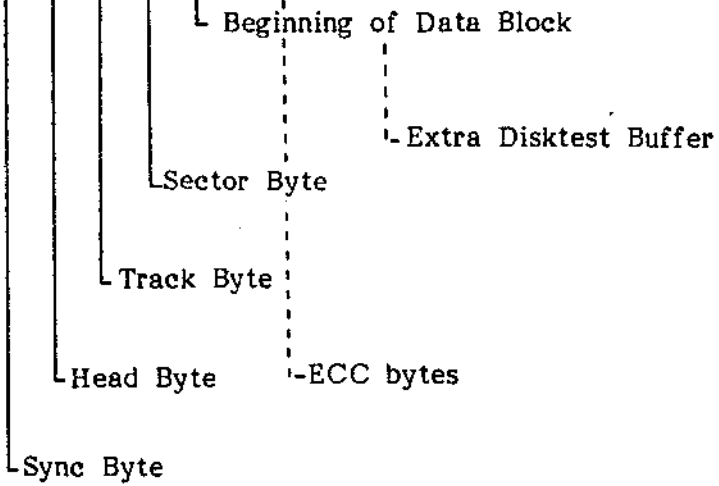 Beginning of Data Block
Extra Disktest Buffer
Sector Byte
Track Byte
Head Byte
ECC bytes
Sync Byte